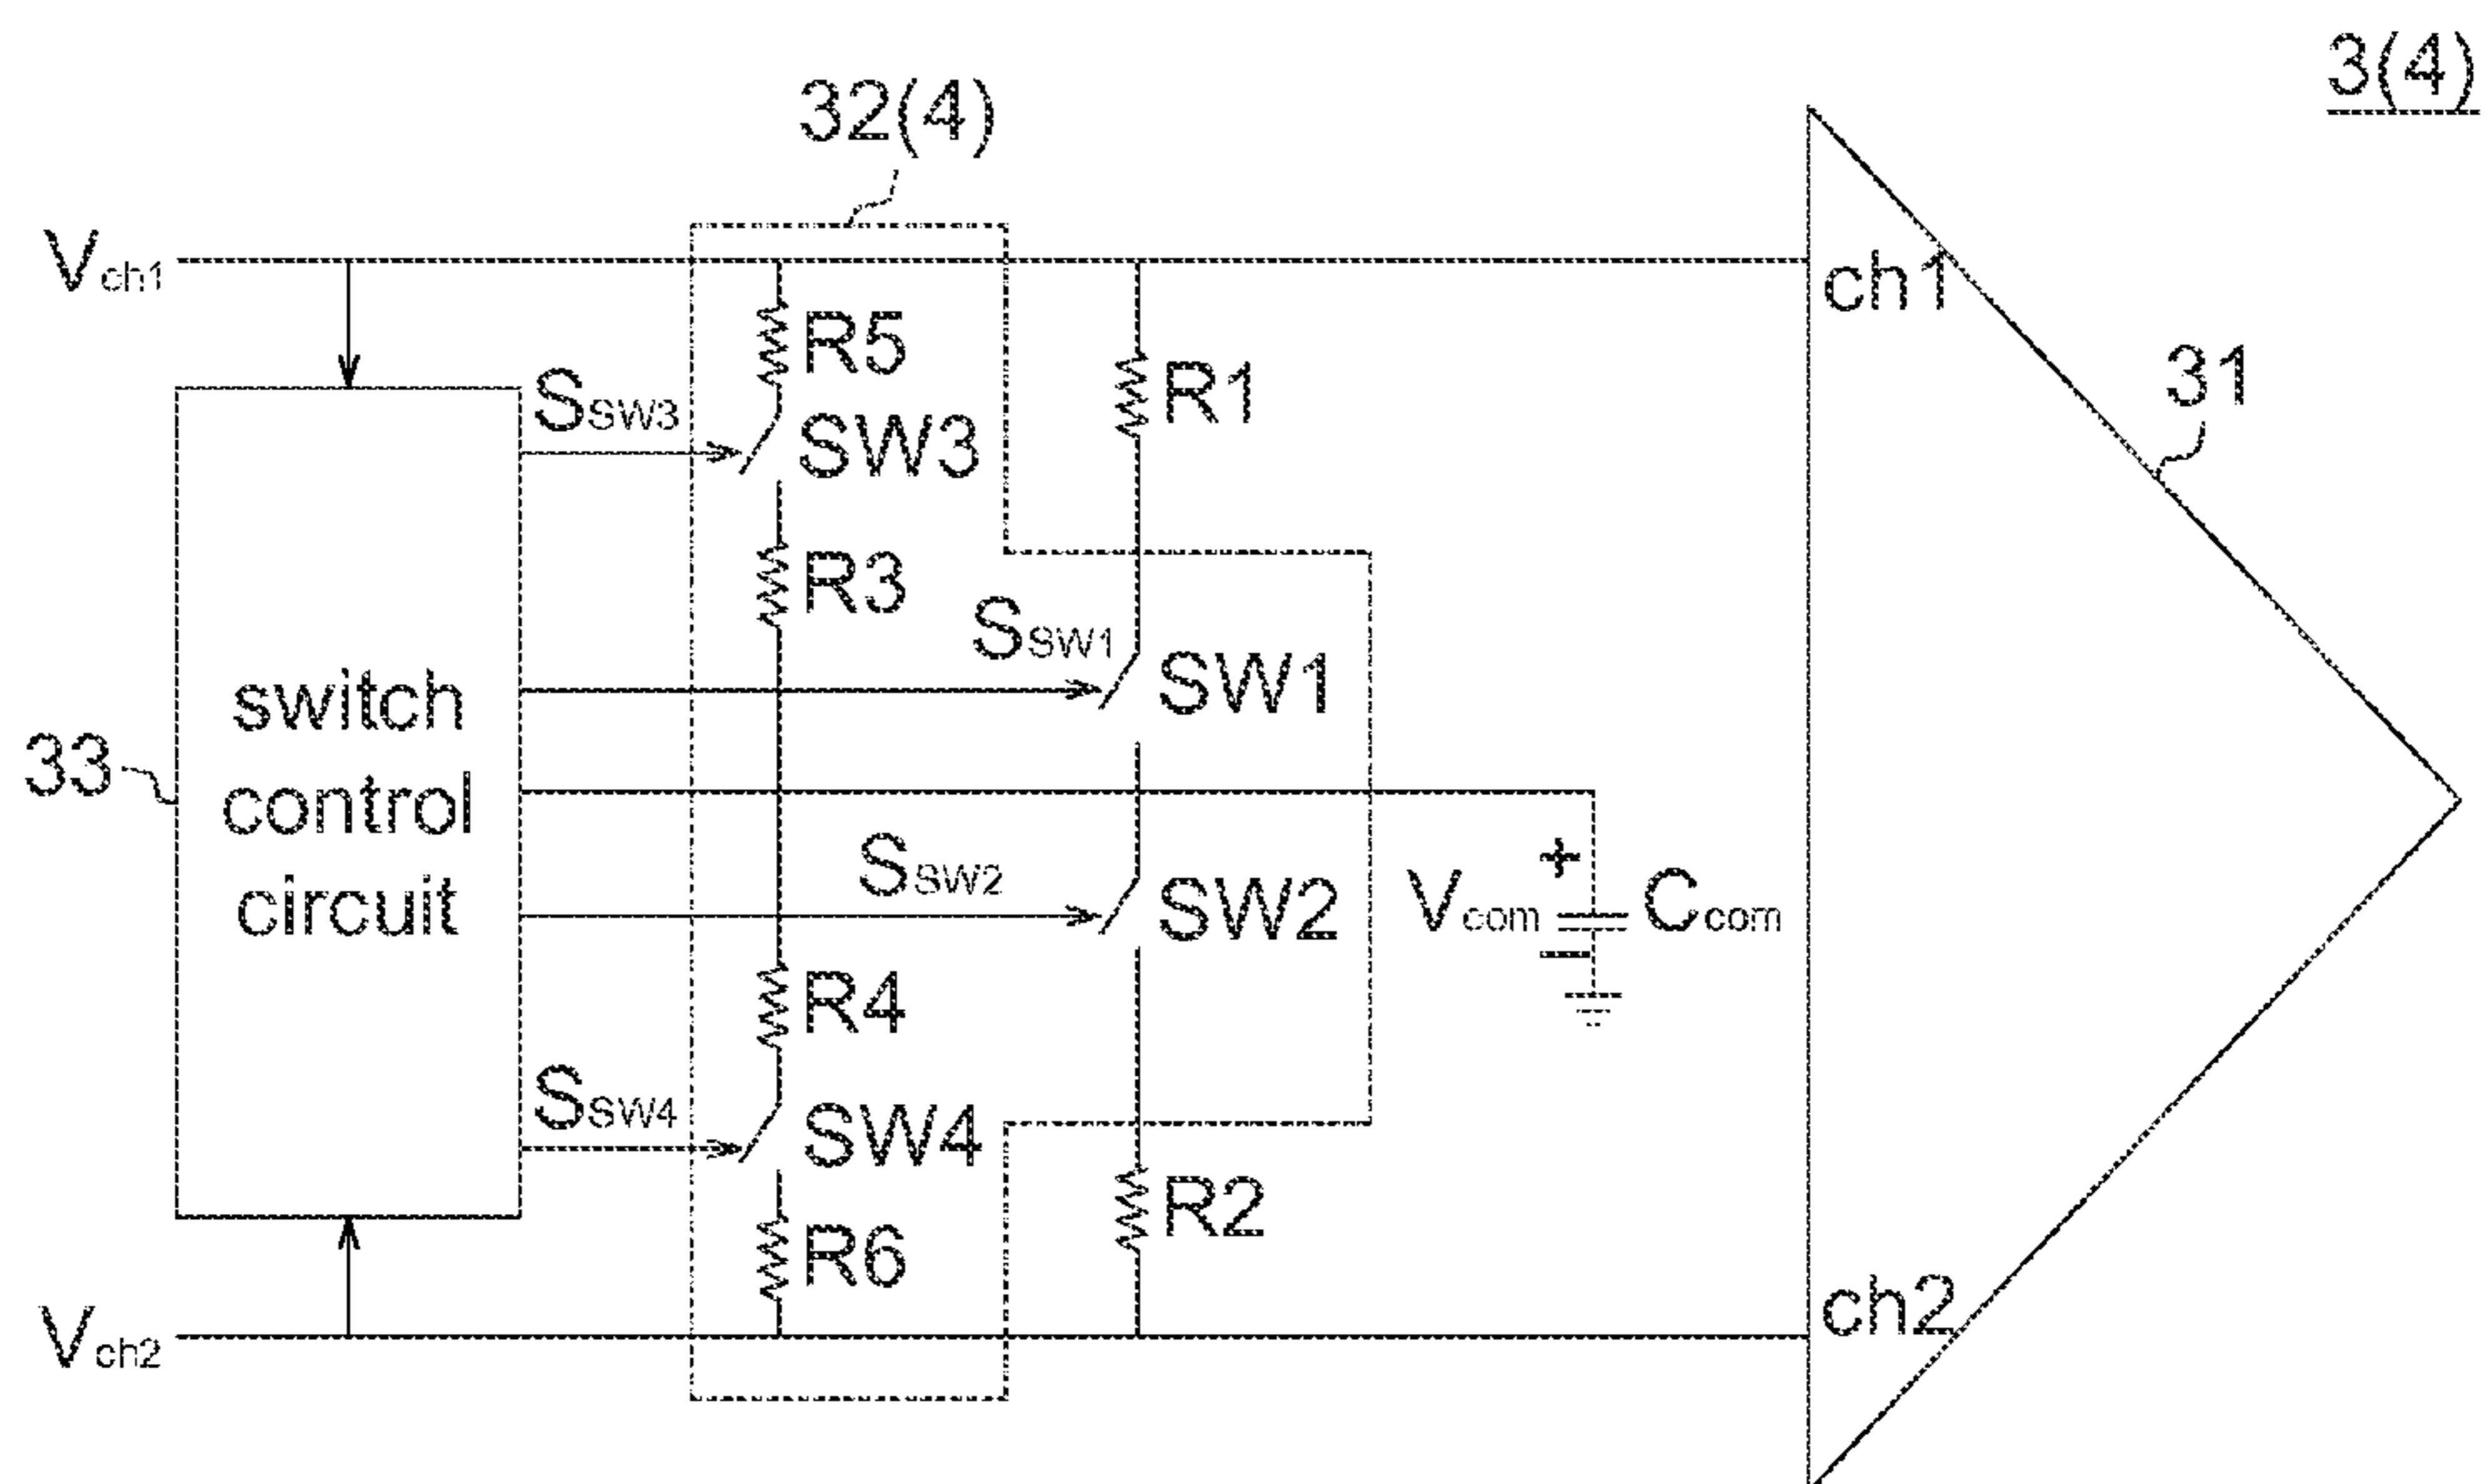 3(4)
32(4)
Vch1
ch1
R5
R1
31
SSW3
SW3
R3
SSW1
SW1
switch
control
circuit
33
SSW2
SW2
+
Vcom
Ccom
R4
SSW4
SW4
R2
R6
ch2
Vch2